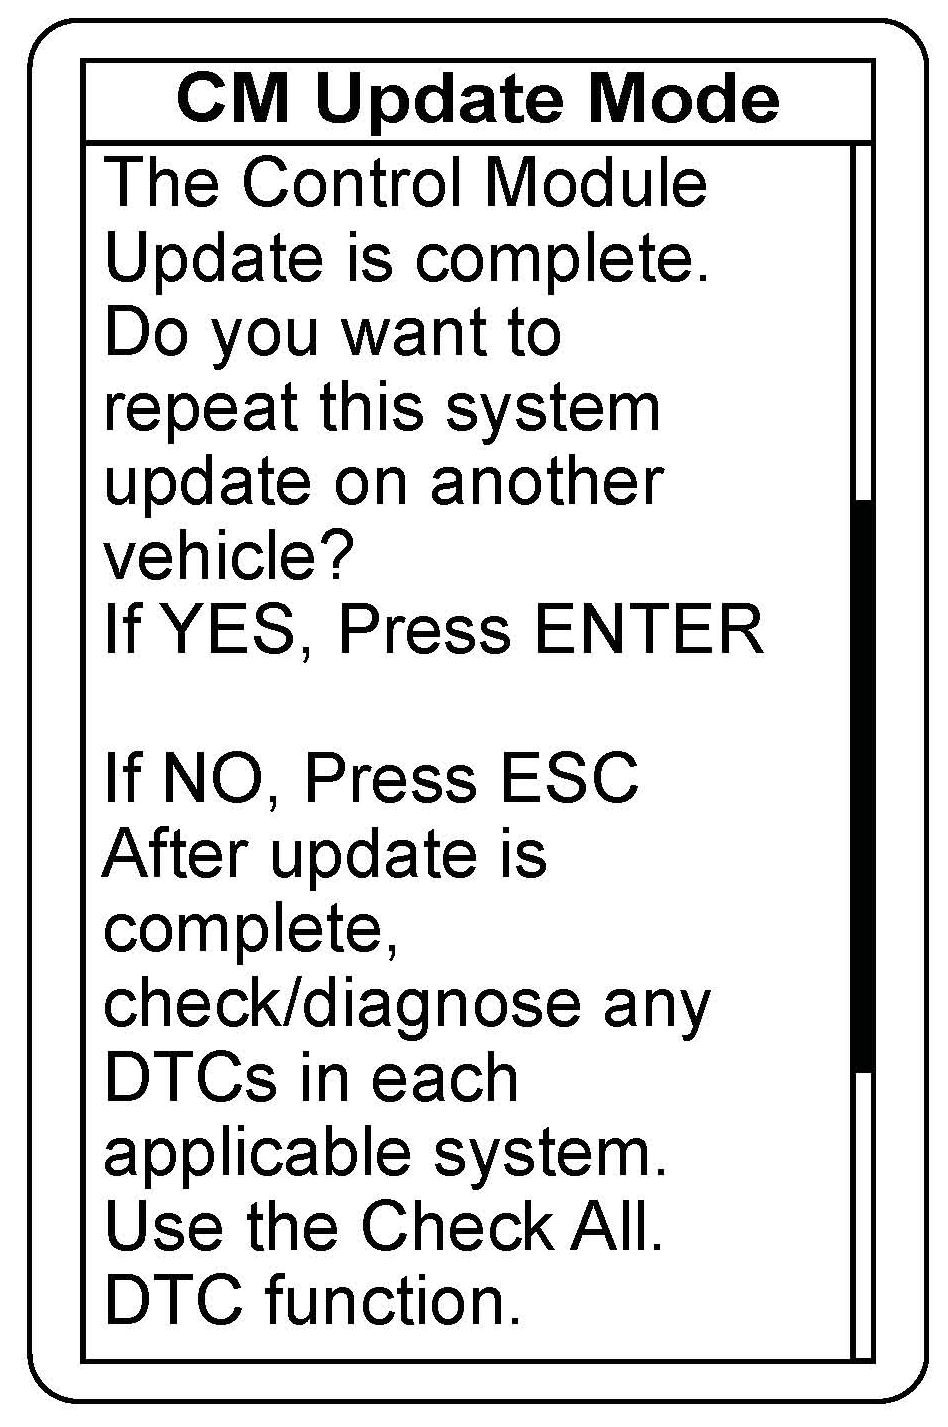 CM Update Mode
The Control Module
Update is complete.
Do you want to
repeat this system
update on another
vehicle?
If YES, Press ENTER
If NO, Press ESC
After update is
complete,
check/diagnose any
DTCs in each
applicable system.
Use the Check All.
DTC function.